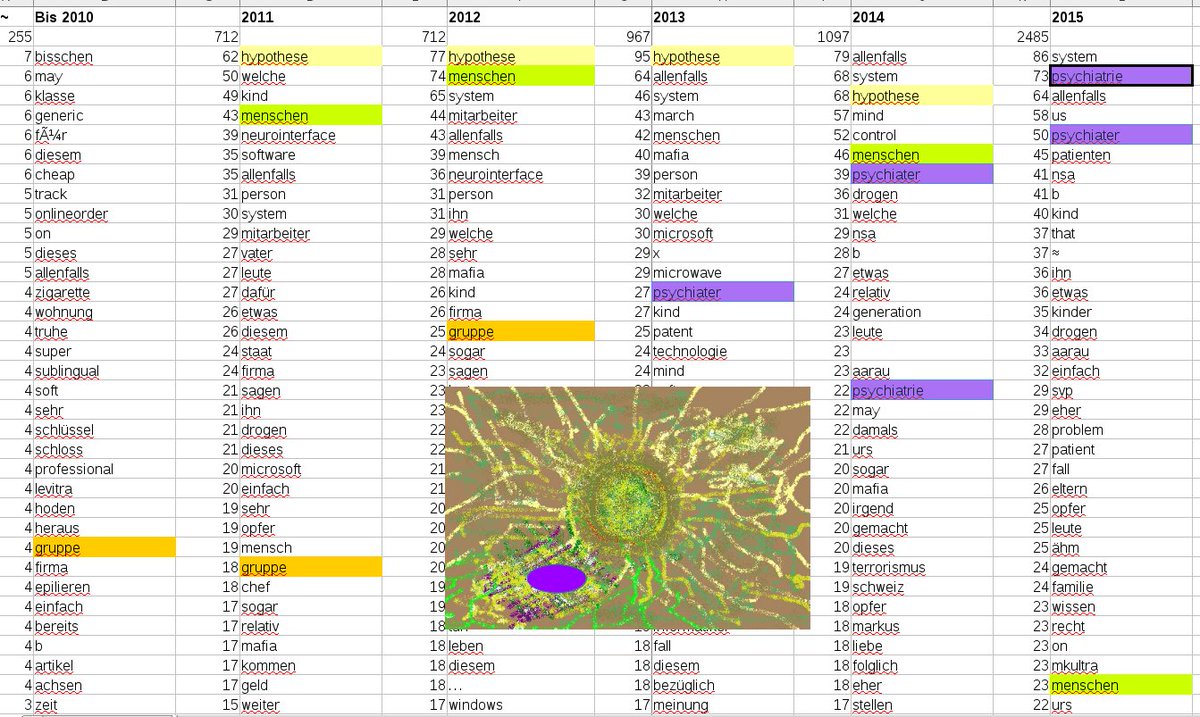 ~ Bis 2010 2011 2012 2013 2014 2015
255 712 712 967 1097 2485
7 bisschen 62 hypothese 77 hypothese 95 hypothese 79 allenfalls 86 system
6 may 50 welche 74 menschen 64 allenfalls 68 system 73 psychiatrie
6 klasse 49 kind 65 system 46 system 68 hypothese 64 allenfalls
6 generic 43 menschen 44 mitarbeiter 43 march 57 mind 58 us
6 fÃ¼r 39 neurointerface 43 allenfalls 42 menschen 52 control 50 psychiater
6 diesem 35 software 39 mensch 40 mafia 46 menschen 45 patienten
6 cheap 35 allenfalls 36 neurointerface 39 person 39 psychiater 41 nsa
5 track 31 person 31 person 32 mitarbeiter 36 drogen 41 b
5 onlineorder 30 system 31 ihn 30 welche 31 welche 40 kind
5 on 29 mitarbeiter 29 welche 30 microsoft 29 nsa 37 that
5 dieses 27 vater 28 sehr 29 x 28 b 37 ≈
5 allenfalls 27 leute 28 mafia 29 microwave 27 etwas 36 ihn
4 zigarette 27 dafür 26 kind 27 psychiater 24 relativ 36 etwas
4 wohnung 26 etwas 26 firma 27 kind 24 generation 35 kinder
4 truhe 26 diesem 25 gruppe 25 patent 23 leute 34 drogen
4 super 24 staat 24 sogar 24 technologie 23 33 aarau
4 sublingual 24 firma 23 sagen 24 mind 23 aarau 32 einfach
4 soft 21 sagen 23 22 psychiatrie 29 svp
4 sehr 21 ihn 23 22 may 29 eher
4 schlüssel 21 drogen 22 22 damals 28 problem
4 schloss 21 dieses 22 21 urs 27 patient
4 professional 20 microsoft 21 20 sogar 27 fall
4 levitra 20 einfach 21 20 mafia 26 eltern
4 hoden 19 sehr 20 20 irgend 25 opfer
4 heraus 19 opfer 20 20 gemacht 25 leute
4 gruppe 19 mensch 20 20 dieses 25 ähm
4 firma 18 gruppe 20 19 terrorismus 24 gemacht
4 epilieren 18 chef 19 19 schweiz 24 familie
4 einfach 17 sogar 19 18 opfer 23 wissen
4 bereits 17 relativ 18 18 markus 23 recht
4 b 17 mafia 18 leben 18 fall 18 liebe 23 on
4 artikel 17 kommen 18 diesem 18 diesem 18 folglich 23 mkultra
4 achsen 17 geld 18 ... 18 bezüglich 18 eher 23 menschen
3 zeit 15 weiter 17 windows 17 meinung 17 stellen 22 urs